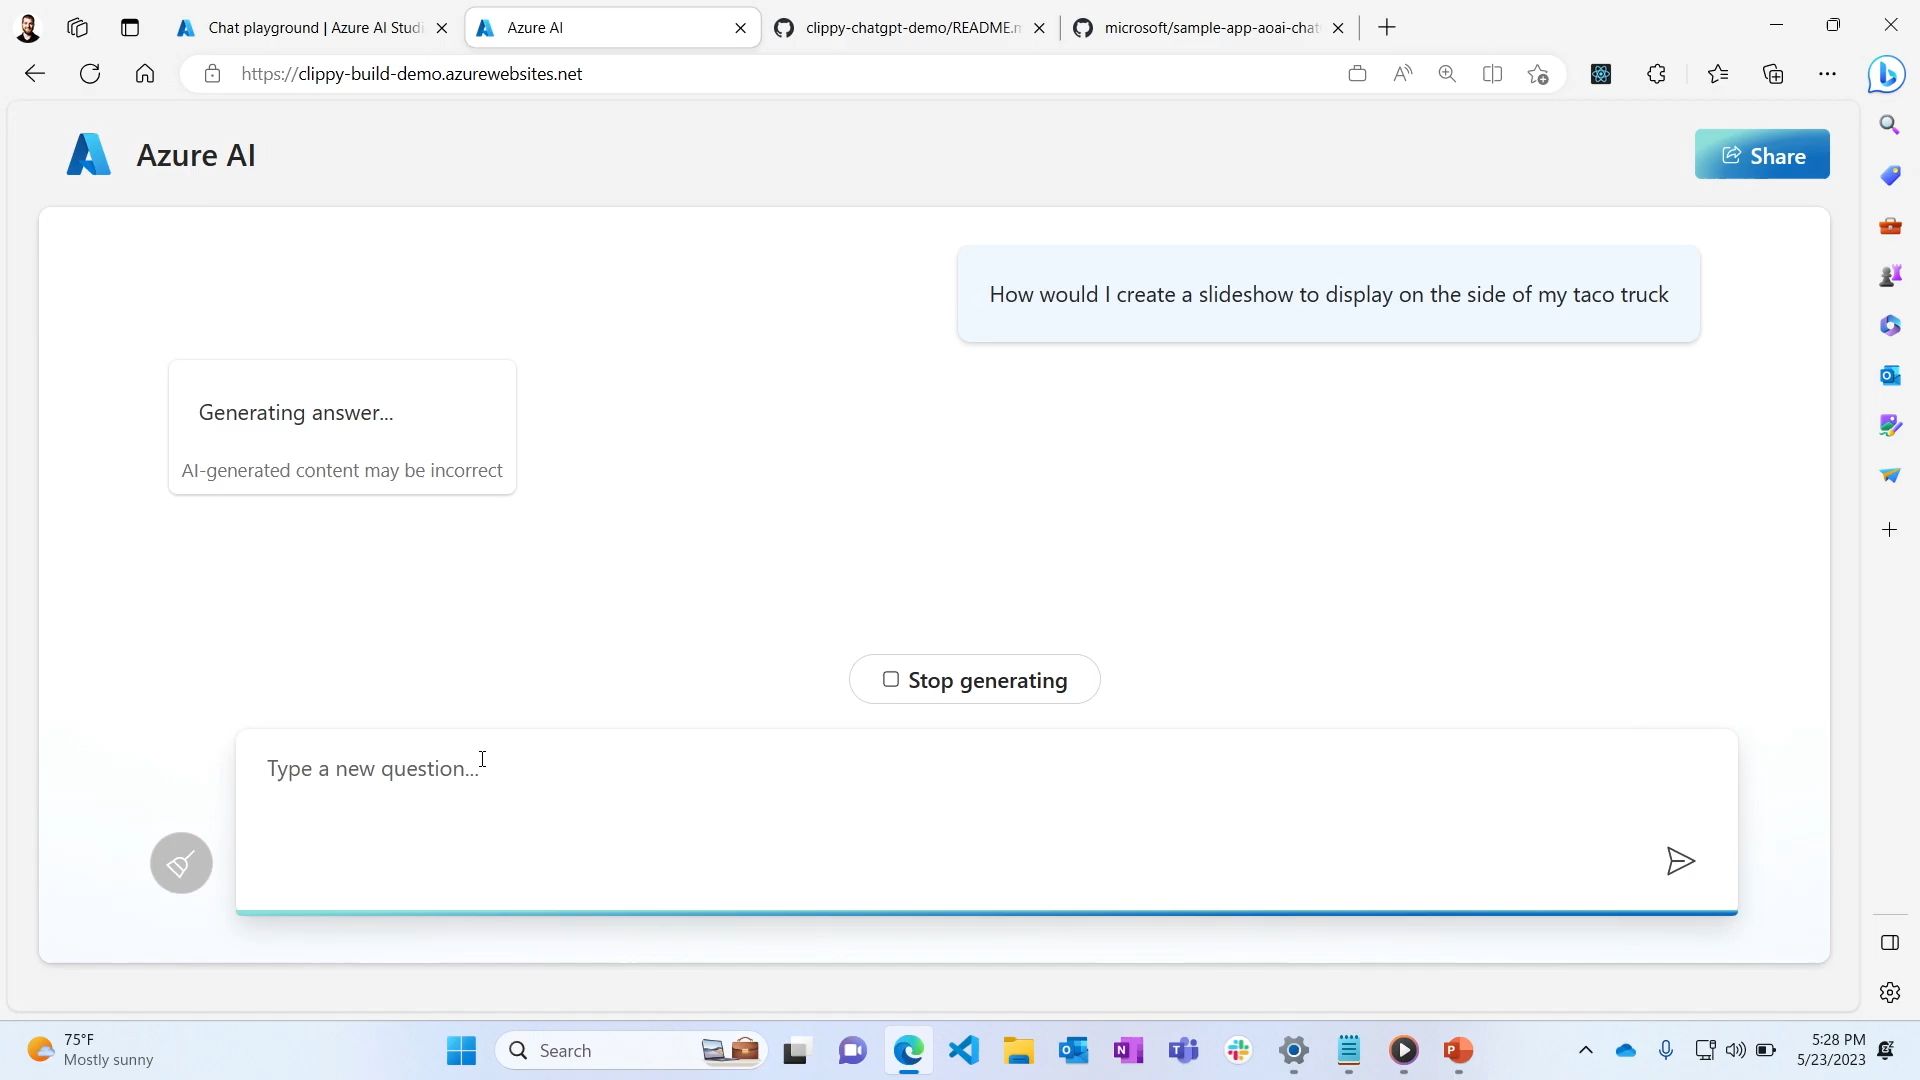 Chat playground | Azure AI Studi
Azure AI
clippy-chatgpt-demo/README.m
microsoft/sample-app-aoai-chat
https://clippy-build-demo.azurewebsites.net
Azure AI
Share
How would I create a slideshow to display on the side of my taco truck
Generating answer...
AI-generated content may be incorrect
Stop generating
Type a new question...
75°F
Mostly sunny
Search
5:28 PM
5/23/2023